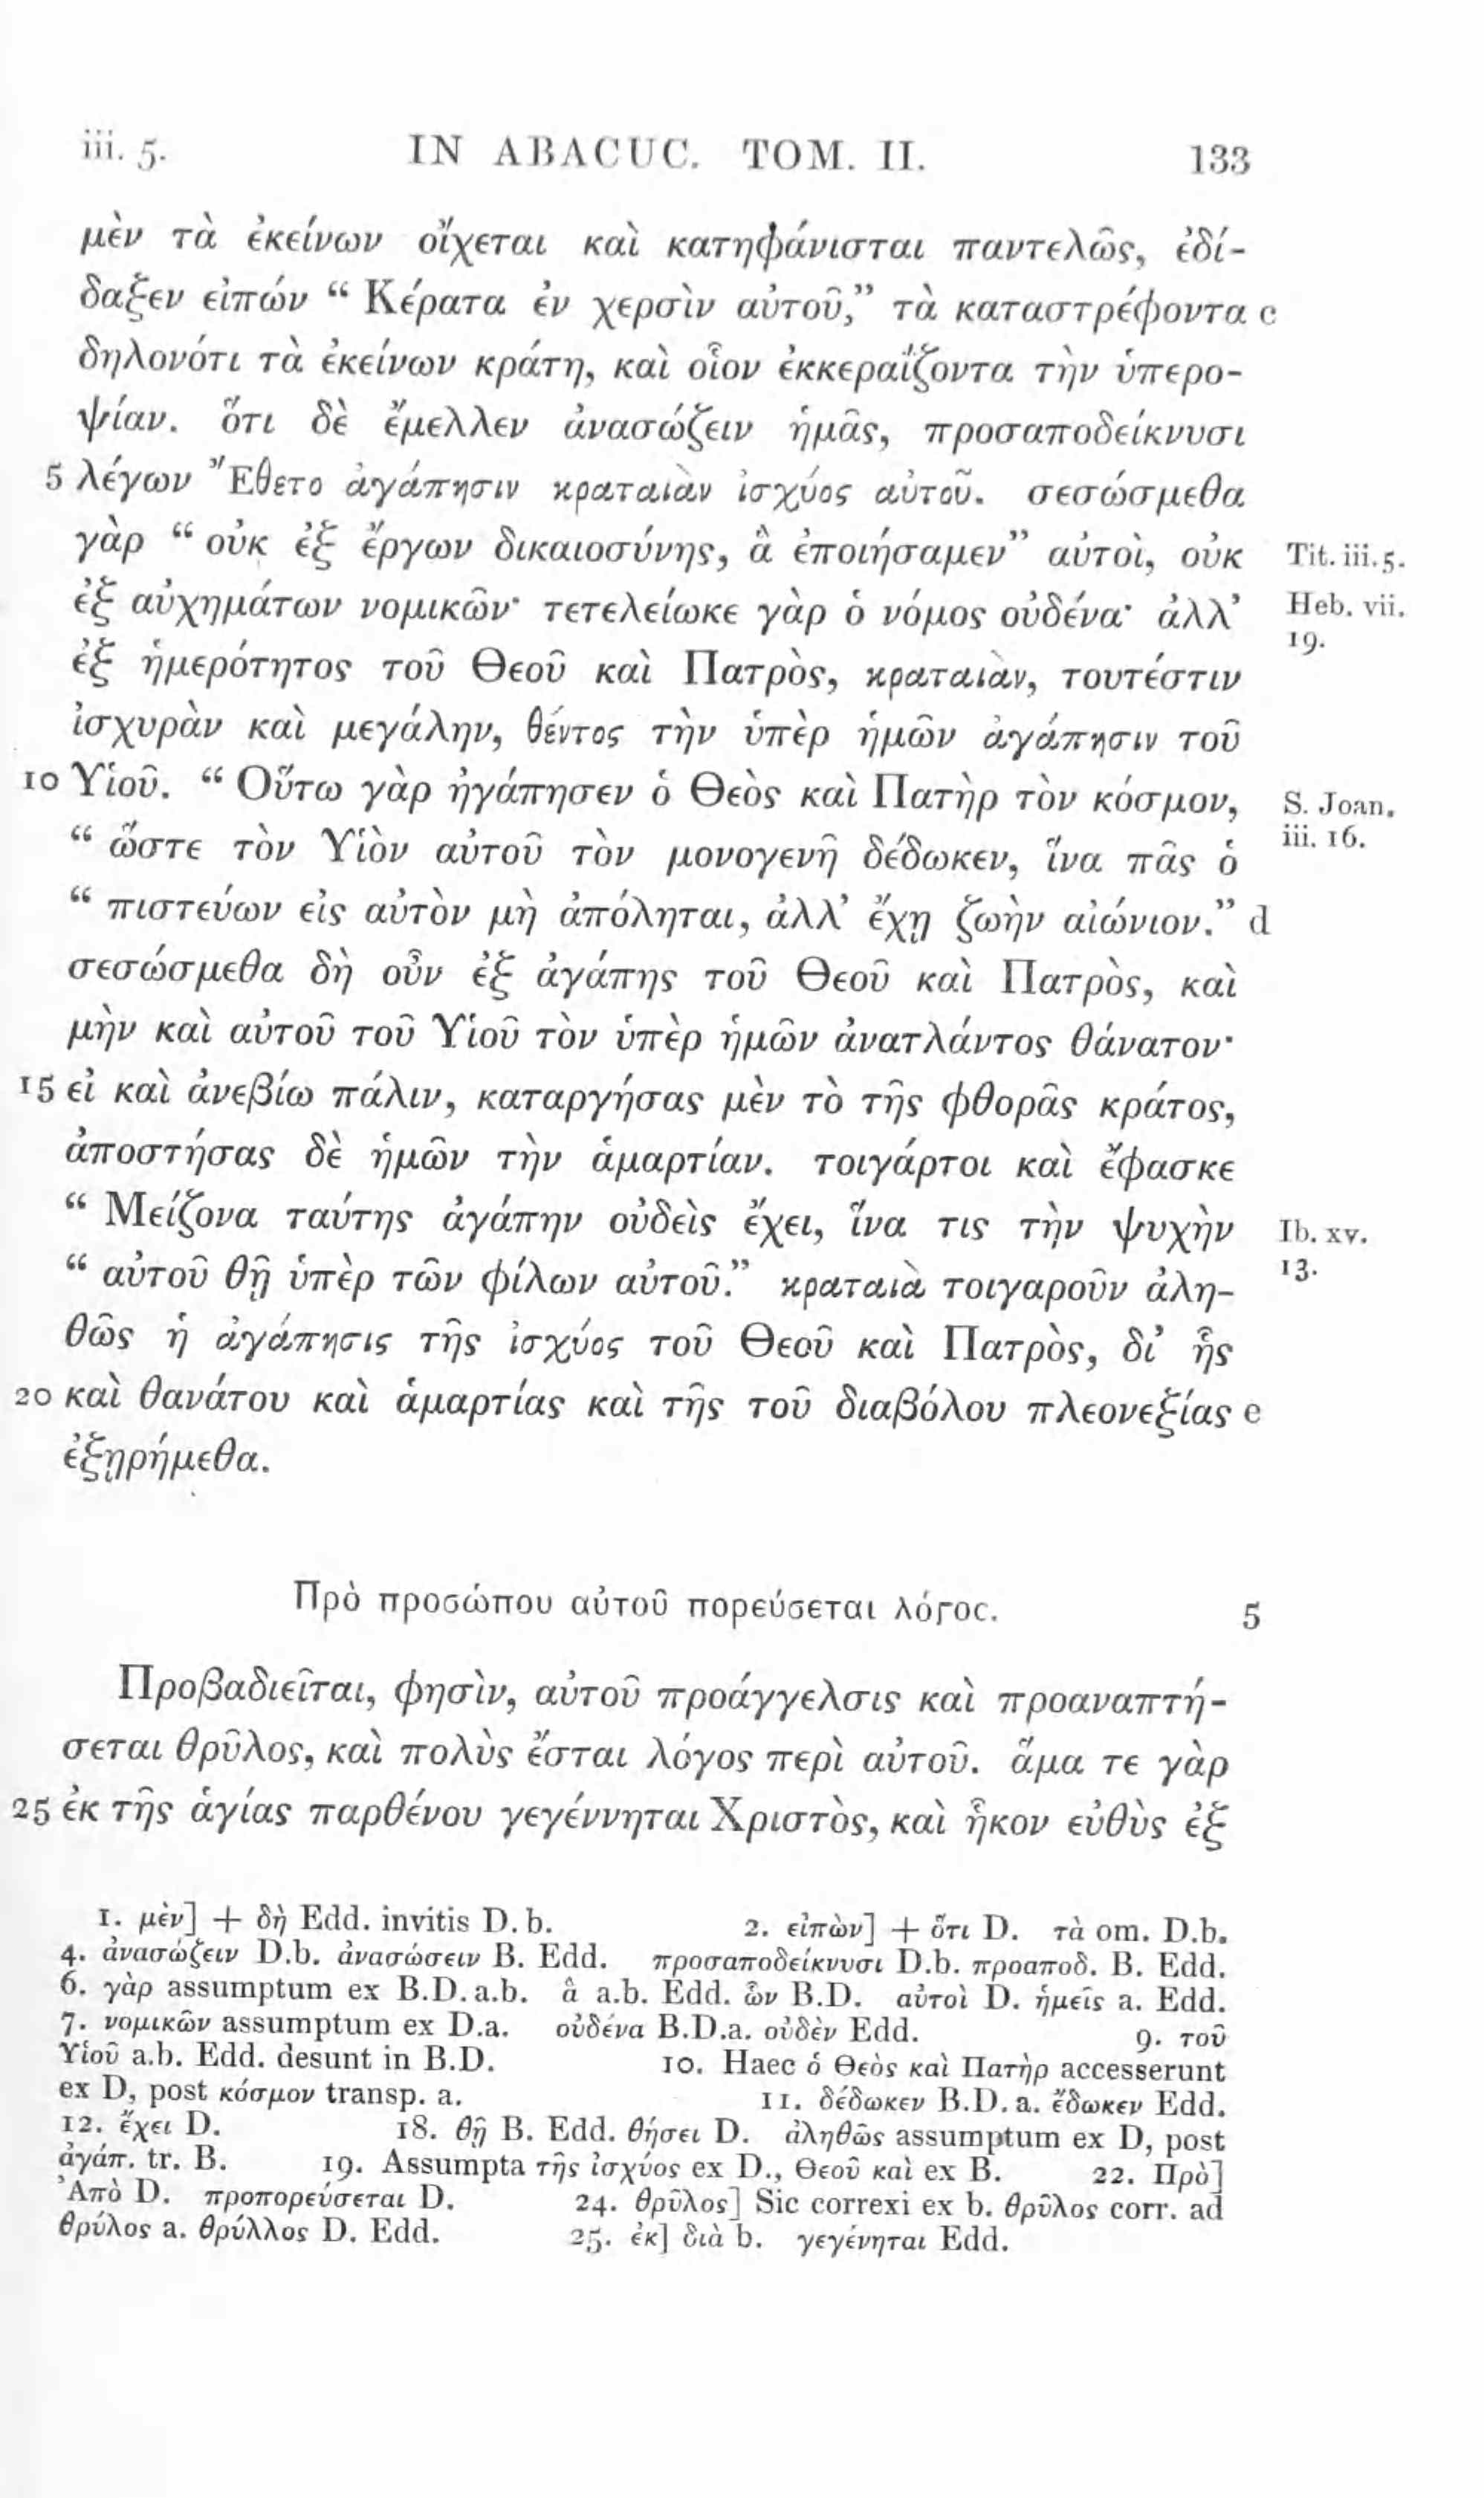 iii. 5. IN ABACUC. TOM. II. 133
μὲν τὰ ἐκείνων οἴχεται καὶ κατηφάνισται παντελῶς, ἐδί-
δαξεν εἰπών “ Κέρατα ἐν χερσὶν αὐτοῦ,” τὰ καταστρέφοντα c
δηλονότι τὰ ἐκείνων κράτη, καὶ οἷον ἐκκεραΐζοντα τὴν ὑπερο-
ψίαν. ὅτι δὲ ἔμελλεν ἀνασώζειν ἡμᾶς, προσαποδείκνυσι
5 λέγων Ἔθετο ἀγάπησιν κραταιὰν ἰσχύος αὐτοῦ. σεσώσμεθα
γὰρ “ οὐκ ἐξ ἔργων δικαιοσύνης, ἃ ἐποιήσαμεν” αὐτοὶ, οὐκ Tit. iii. 5.
ἐξ αὐχημάτων νομικῶν· τετελείωκε γὰρ ὁ νόμος οὐδένα· ἀλλ’ Heb. vii.
19.
ἐξ ἡμερότητος τοῦ Θεοῦ καὶ Πατρὸς, κραταιὰν, τουτέστιν
ἰσχυρὰν καὶ μεγάλην, θέντος τὴν ὑπὲρ ἡμῶν ἀγάπησιν τοῦ
10 Υἱοῦ. “ Οὕτω γὰρ ἠγάπησεν ὁ Θεὸς καὶ Πατὴρ τὸν κόσμον, S. Joan.
iii. 16.
“ ὥστε τὸν Υἱὸν αὐτοῦ τὸν μονογενῆ δέδωκεν, ἵνα πᾶς ὁ
“ πιστεύων εἰς αὐτὸν μὴ ἀπόληται, ἀλλ’ ἔχῃ ζωὴν αἰώνιον.” d
σεσώσμεθα δὴ οὖν ἐξ ἀγάπης τοῦ Θεοῦ καὶ Πατρὸς, καὶ
μὴν καὶ αὐτοῦ τοῦ Υἱοῦ τὸν ὑπὲρ ἡμῶν ἀνατλάντος θάνατον·
15 εἰ καὶ ἀνεβίω πάλιν, καταργήσας μὲν τὸ τῆς φθορᾶς κράτος,
ἀποστήσας δὲ ἡμῶν τὴν ἁμαρτίαν. τοιγάρτοι καὶ ἔφασκε
“ Μείζονα ταύτης ἀγάπην οὐδεὶς ἔχει, ἵνα τις τὴν ψυχὴν Ib. xv.
13.
“ αὐτοῦ θῇ ὑπὲρ τῶν φίλων αὐτοῦ.” κραταιὰ τοιγαροῦν ἀλη-
θῶς ἡ ἀγάπησις τῆς ἰσχύος τοῦ Θεοῦ καὶ Πατρὸς, δι’ ἧς
20 καὶ θανάτου καὶ ἁμαρτίας καὶ τῆς τοῦ διαβόλου πλεονεξίας e
ἐξῃρήμεθα.
Πρὸ προσώπου αὐτοῦ πορεύσεται λόγος. 5
Προβαδιεῖται, φησὶν, αὐτοῦ προάγγελσις καὶ προαναπτή-
σεται θρῦλος, καὶ πολὺς ἔσται λόγος περὶ αὐτοῦ. ἅμα τε γὰρ
25 ἐκ τῆς ἁγίας παρθένου γεγέννηται Χριστὸς, καὶ ἧκον εὐθὺς ἐξ
1. μὲν] + δὴ Edd. invitis D. b. 2. εἰπὼν] + ὅτι D. τὰ om. D.b.
4. ἀνασώζειν D.b. ἀνασώσειν B. Edd. προσαποδείκνυσι D.b. προαποδ. B. Edd.
6. γὰρ assumptum ex B.D.a.b. ἃ a.b. Edd. ὧν B.D. αὐτοὶ D. ἡμεῖς a. Edd.
7. νομικῶν assumptum ex D.a. οὐδένα B.D.a. οὐδὲν Edd. 9. τοῦ
Υἱοῦ a.b. Edd. desunt in B.D. 10. Haec ὁ Θεὸς καὶ Πατὴρ accesserunt
ex D, post κόσμον transp. a. 11. δέδωκεν B.D.a. ἔδωκεν Edd.
12. ἔχει D. 18. θῇ B. Edd. θήσει D. ἀληθῶς assumptum ex D, post
ἀγάπ. tr. B. 19. Assumpta τῆς ἰσχύος ex D., Θεοῦ καὶ ex B. 22. Πρὸ]
Ἀπὸ D. προπορεύσεται D. 24. θρῦλος] Sic correxi ex b. θρῦλος corr. ad
θρύλος a. θρύλλος D. Edd. 25. ἐκ] διὰ b. γεγένηται Edd.